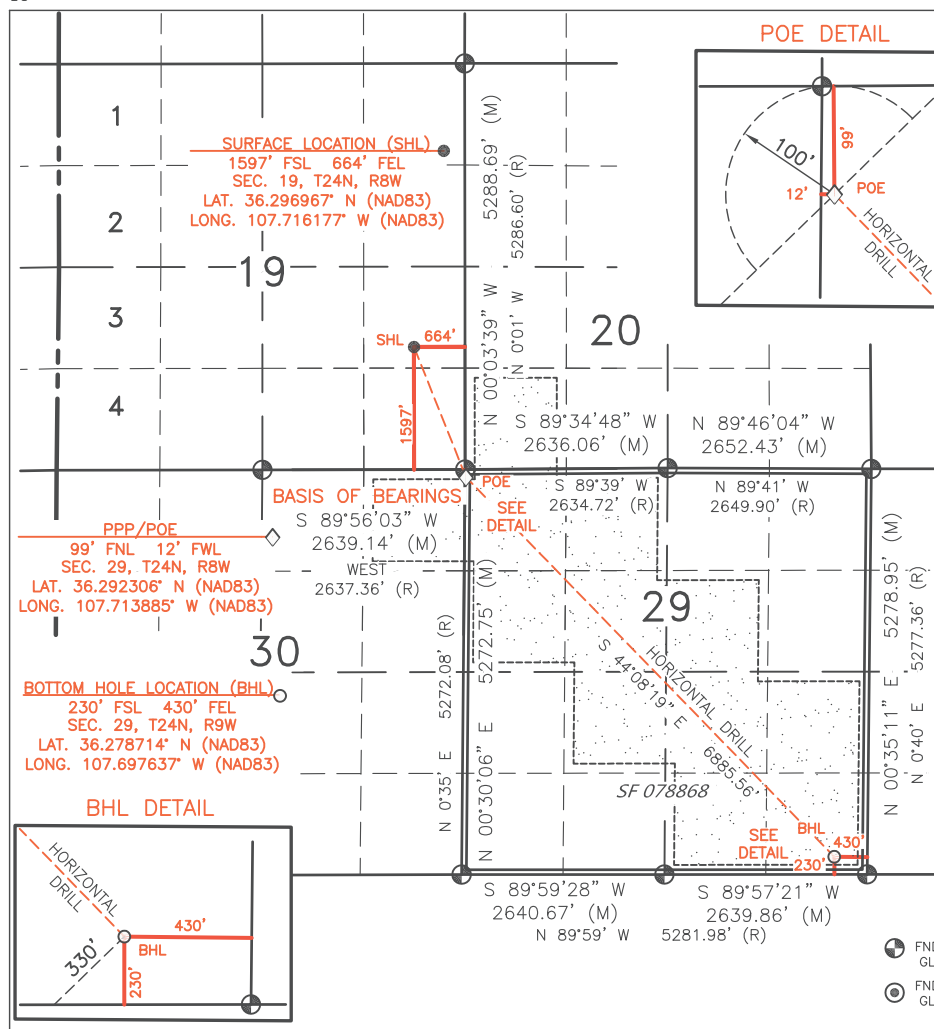 POE DETAIL
100'
99'
12'
POE
HORIZONTAL
DRILL
1
2
3
4
SURFACE LOCATION (SHL)
1597' FSL 664' FEL
SEC. 19, T24N, R8W
LAT. 36.296967° N (NAD83)
LONG. 107.716177° W (NAD83)
19
5288.69' (M)
5286.60' (R)
N 00°03'39" W
N 0°01' W
20
SHL
664'
1597'
S 89°34'48" W
2636.06' (M)
N 89°46'04" W
2652.43' (M)
POE
BASIS OF BEARINGS
S 89°56'03" W
2639.14' (M)
WEST
2637.36' (R)
SEE
DETAIL
S 89°39' W
2634.72' (R)
N 89°41' W
2649.90' (R)
PPP/POE
99' FNL 12' FWL
SEC. 29, T24N, R8W
LAT. 36.292306° N (NAD83)
LONG. 107.713885° W (NAD83)
29
30
N 0°35' E 5272.08' (R)
N 00°30'06" E 5272.75' (M)
HORIZONTAL DRILL
S 44°08'19" E 6885.56'
N 00°35'11" E 5278.95' (M)
N 0°40' E 5277.36' (R)
BOTTOM HOLE LOCATION (BHL)
230' FSL 430' FEL
SEC. 29, T24N, R9W
LAT. 36.278714° N (NAD83)
LONG. 107.697637° W (NAD83)
SF 078868
BHL
430'
SEE
DETAIL
230'
BHL DETAIL
HORIZONTAL
DRILL
430'
BHL
330'
230'
S 89°59'28" W
2640.67' (M)
S 89°57'21" W
2639.86' (M)
N 89°59' W 5281.98' (R)
FN
GL
FN
GL